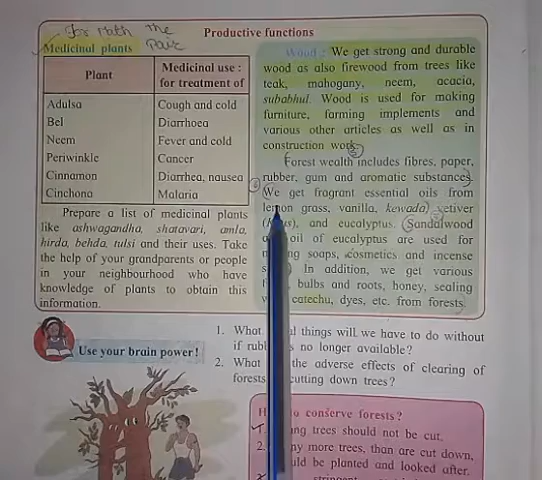 for Math the
Pair
Productive functions
Medicinal plants
Plant
Medicinal use :
for treatment of
Adulsa
Cough and cold
Bel
Diarrhoea
Neem
Fever and cold
Periwinkle
Cancer
Cinnamon
Diarrhea, nausea
Cinchona
Malaria
Prepare a list of medicinal plants
like ashwagandha, shatavari, amla,
hirda, behda, tulsi and their uses. Take
the help of your grandparents or people
in your neighbourhood who have
knowledge of plants to obtain this
information.
Wood : We get strong and durable
wood as also firewood from trees like
teak, mahogany, neem, acacia,
subabhul. Wood is used for making
furniture, farming implements and
various other articles as well as in
construction work.
Forest wealth includes fibres, paper,
rubber, gum and aromatic substance
We get fragrant essential oils from
lemon grass, vanilla, kewada, vetiver
and eucalyptus. Sandalwood
oil of eucalyptus are used for
soaps, cosmetics and incense
In addition, we get various
bulbs and roots, honey, sealing
catechu, dyes, etc. from forests.
Use your brain power!
1. What things will we have to do without
if no longer available?
2. What the adverse effects of clearing of
forests cutting down trees?
to conserve forests?
1. trees should not be cut.
2. more trees, than are cut down,
be planted and looked after.
stringent